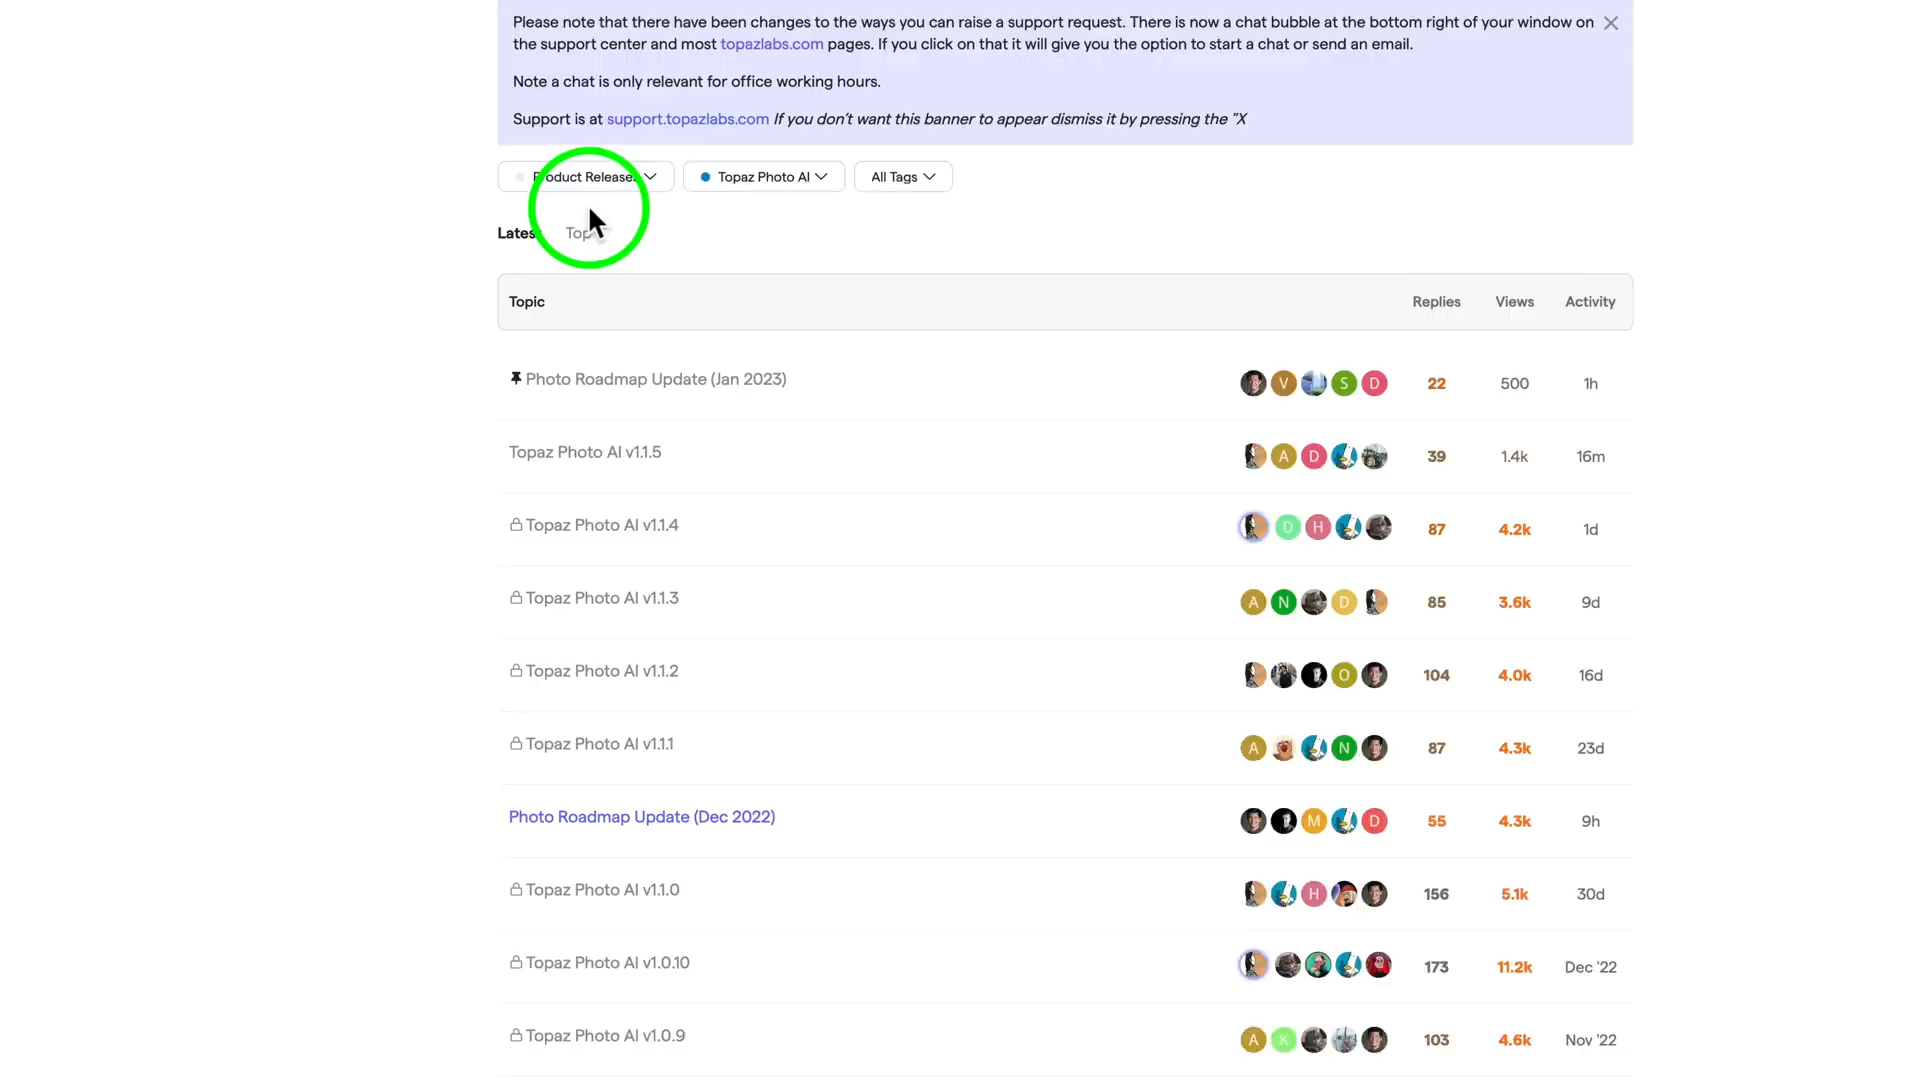 Please note that there have been changes to the ways you can raise a support request. There is now a chat bubble at the bottom right of your window on
the support center and most topazlabs.com pages. If you click on that it will give you the option to start a chat or send an email.
Note a chat is only relevant for office working hours.
Support is at support.topazlabs.com If you don't want this banner to appear dismiss it by pressing the "X
Product Releases Topaz Photo AI All Tags
Latest Top
Topic Replies Views Activity
Photo Roadmap Update (Jan 2023) V S D 22 500 1h
Topaz Photo AI v1.1.5 A D 39 1.4k 16m
Topaz Photo AI v1.1.4 D H 87 4.2k 1d
Topaz Photo AI v1.1.3 A N D 85 3.6k 9d
Topaz Photo AI v1.1.2 O 104 4.0k 16d
Topaz Photo AI v1.1.1 A N 87 4.3k 23d
Photo Roadmap Update (Dec 2022) M D 55 4.3k 9h
Topaz Photo AI v1.1.0 H 156 5.1k 30d
Topaz Photo AI v1.0.10 173 11.2k Dec '22
Topaz Photo AI v1.0.9 A K 103 4.6k Nov '22